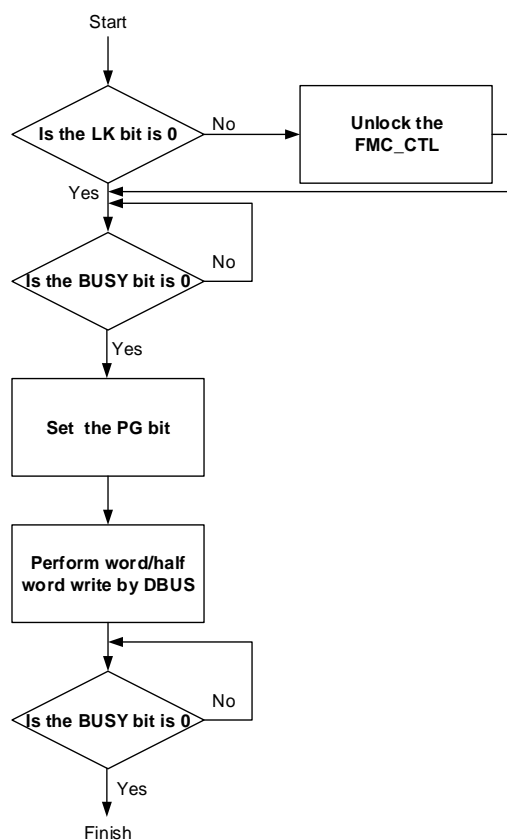 Start
Is the LK bit is 0
No
Unlock the
FMC_CTL
Yes
Is the BUSY bit is 0
No
Yes
Set the PG bit
Perform word/half
word write by DBUS
Is the BUSY bit is 0
No
Yes
Finish